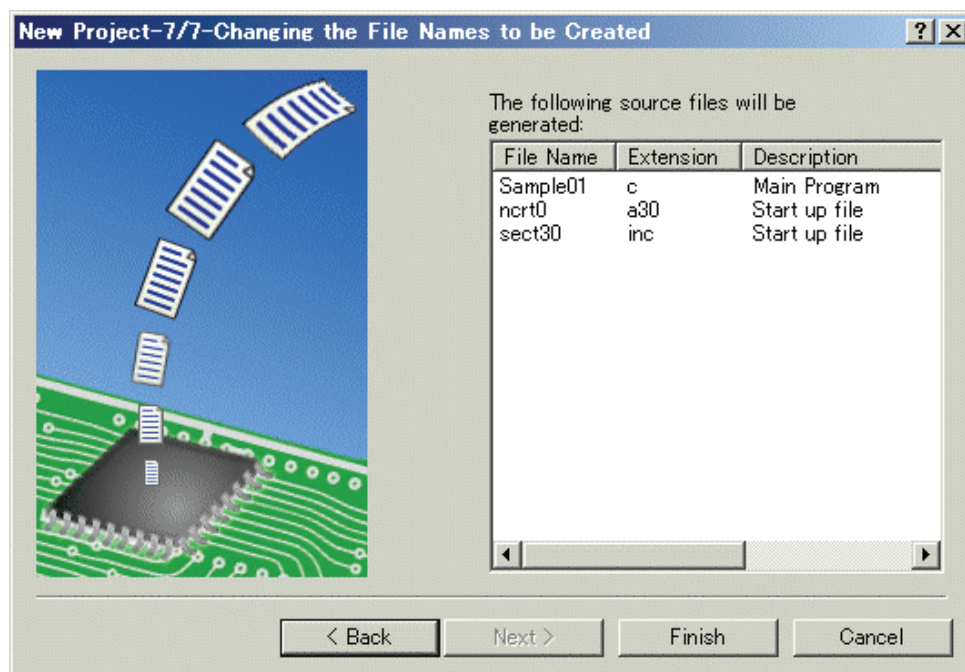 New Project-7/7-Changing the File Names to be Created
The following source files will be
generated:
File Name Extension Description
Sample01 c Main Program
ncrt0 a30 Start up file
sect30 inc Start up file
< Back Next > Finish Cancel